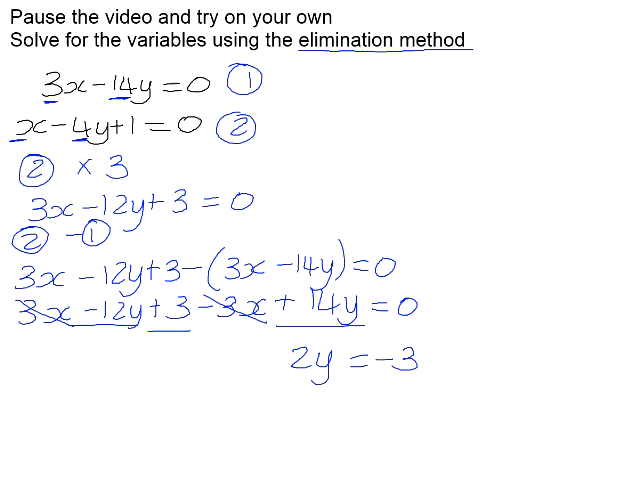 Pause the video and try on your own
Solve for the variables using the elimination method
3x - 14y = 0 ①
x - 4y + 1 = 0 ②
② × 3
3x - 12y + 3 = 0
② - ①
3x - 12y + 3 - (3x - 14y) = 0
3x - 12y + 3 - 3x + 14y = 0
2y = -3